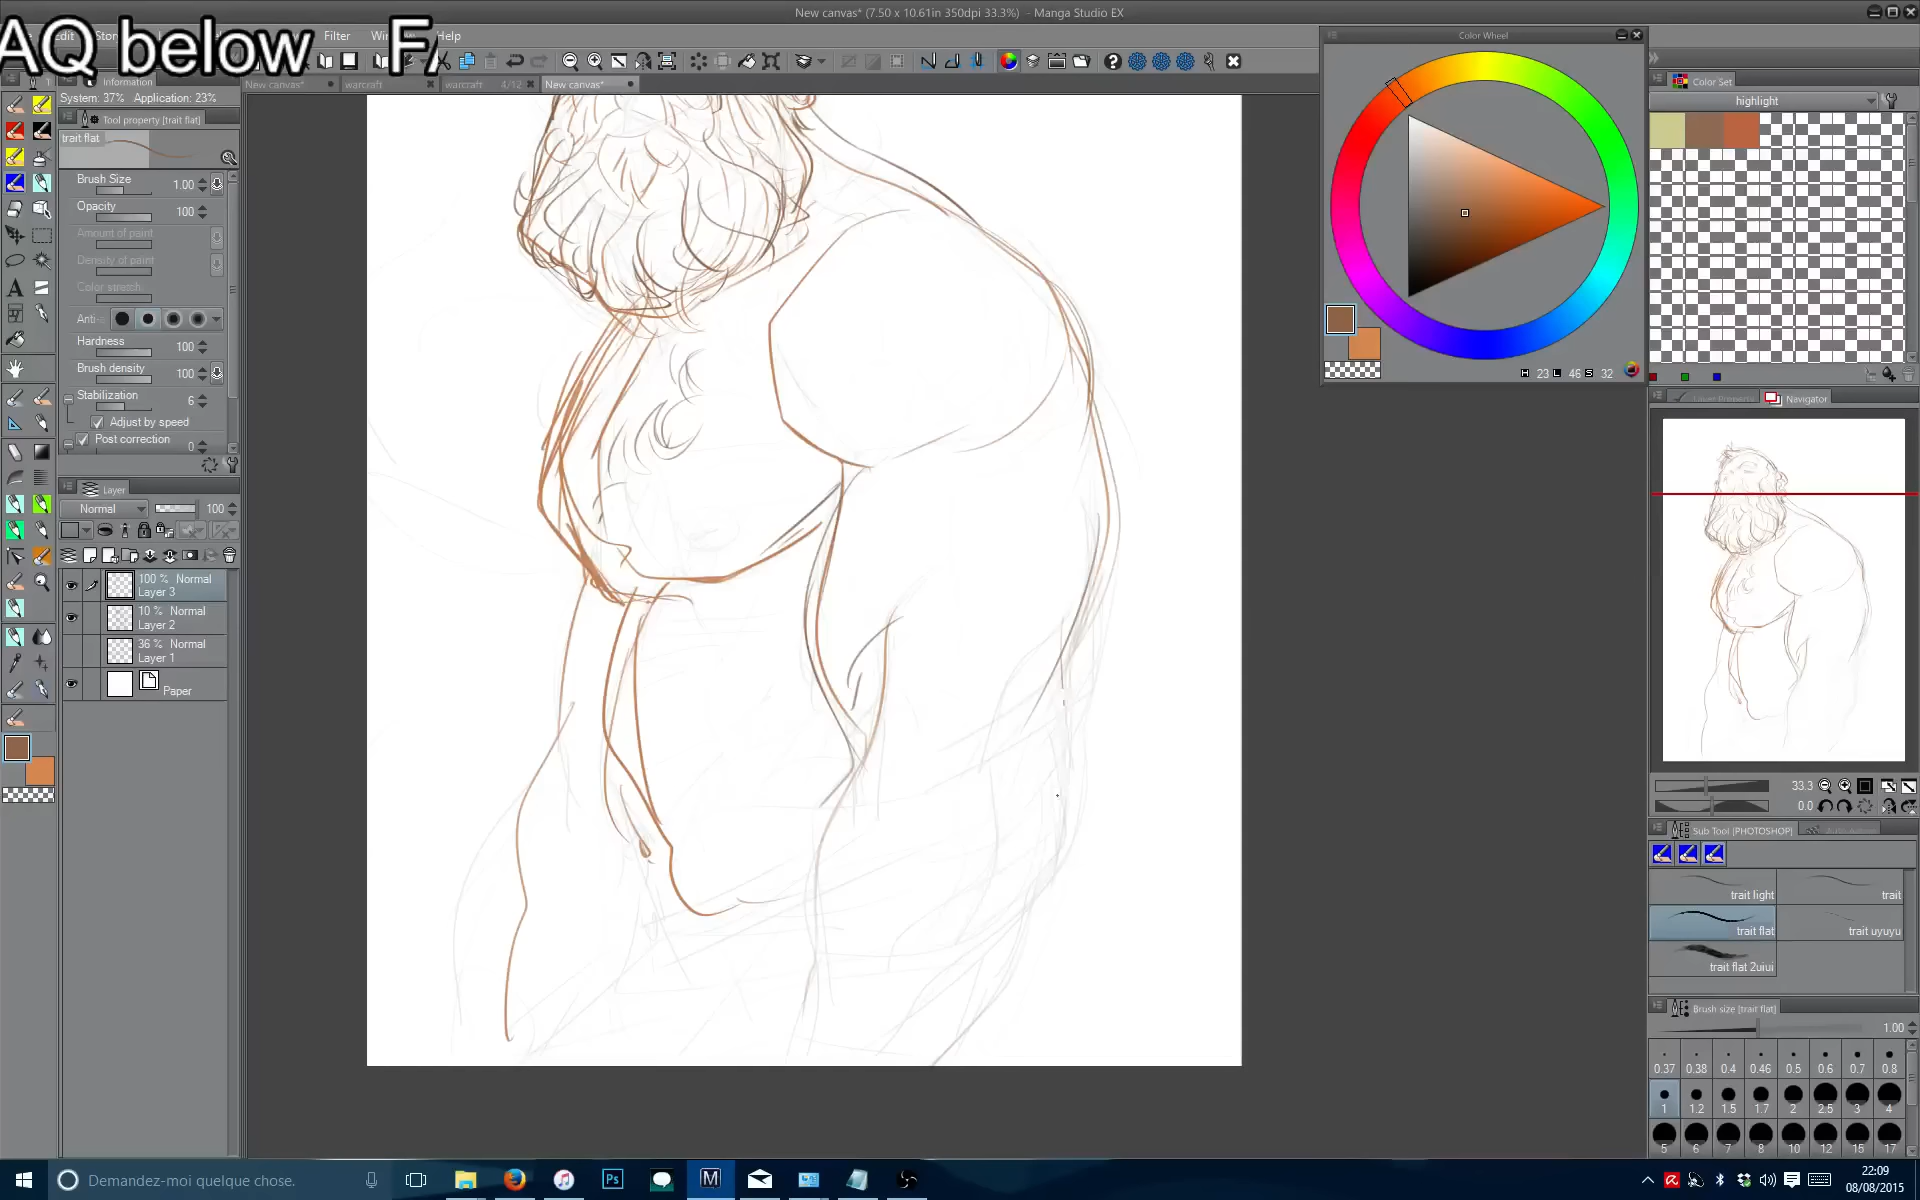 New canvas* (7.50 x 10.61in 350dpi 33.3%) - Manga Studio EX
AQ below FA
Filter
Help
New canvas*
warcraft
warcraft 4/12
New canvas*
Information
System: 37% Application: 23%
Tool property [trait flat]
trait flat
Brush Size 1.00
Opacity 100
Amount of paint
Density of paint
Color stretch
Anti-
Hardness 100
Brush density 100
Stabilization 6
Adjust by speed
Post correction 0
Layer
Normal 100
100 % Normal
Layer 3
10 % Normal
Layer 2
36 % Normal
Layer 1
Paper
Color Wheel
H 23 L 46 S 32
Color Set
highlight
Layer Property
Navigator
33.3
0.0
Sub Tool [PHOTOSHOP]
trait light
trait
trait flat
trait uyuyu
trait flat 2uiui
Brush size [trait flat]
1.00
0.37 0.38 0.4 0.46 0.5 0.6 0.7 0.8
1 1.2 1.5 1.7 2 2.5 3 4
5 6 7 8 10 12 15 17
Demandez-moi quelque chose.
22:09
08/08/2015